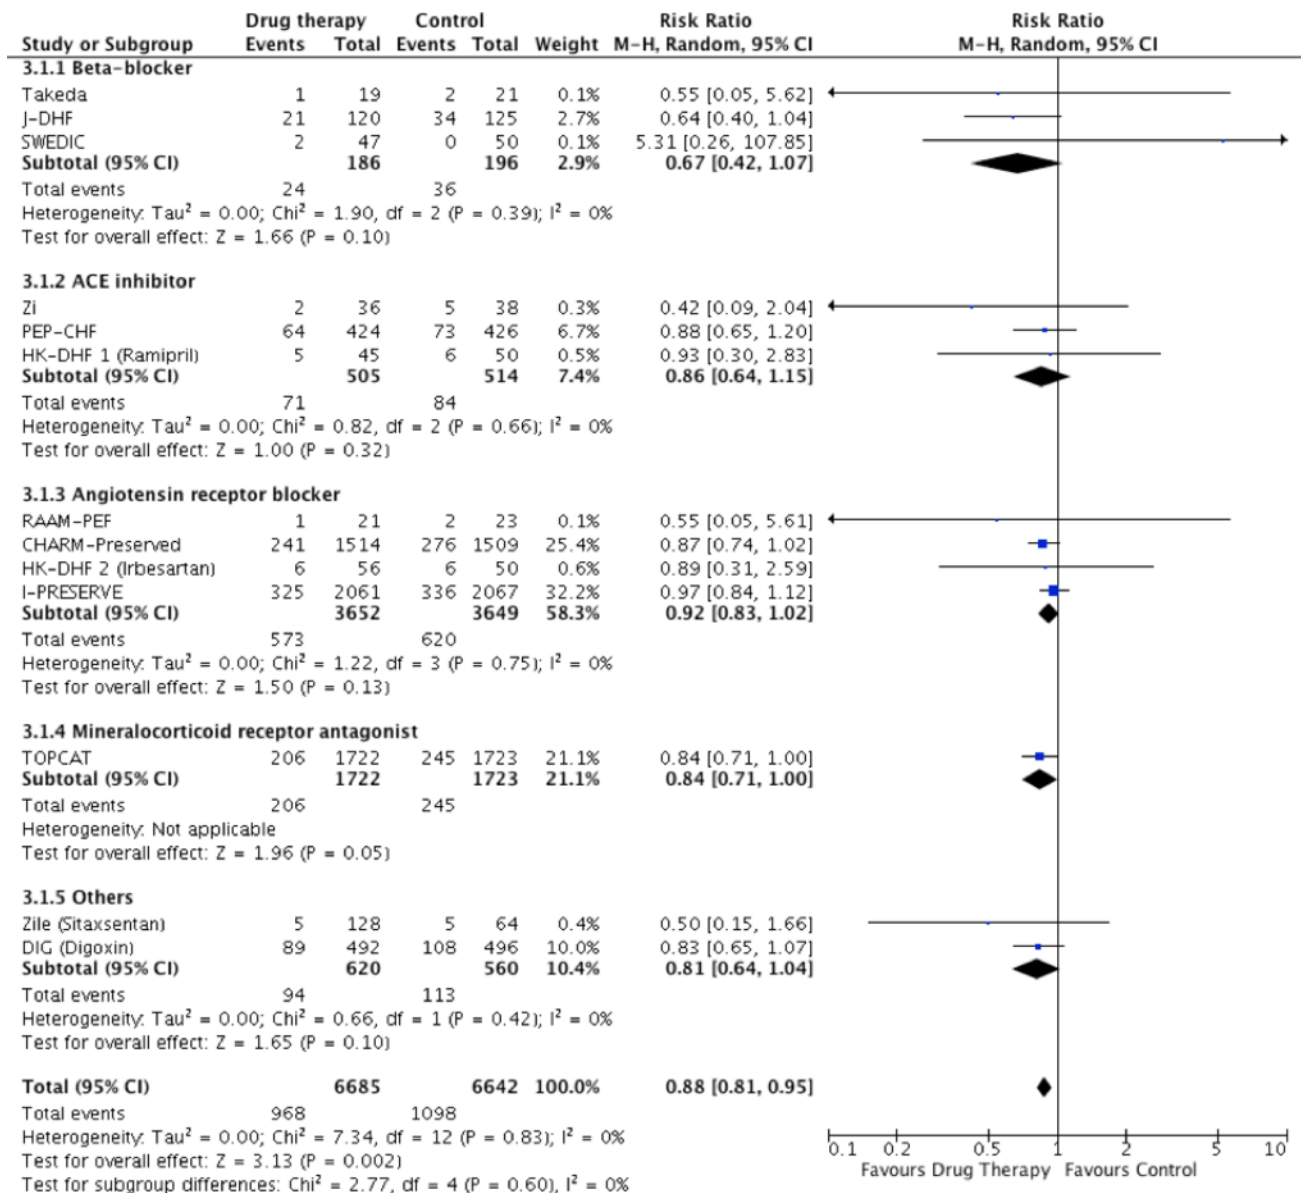 Drug therapy Control Risk Ratio Risk Ratio
Study or Subgroup Events Total Events Total Weight M-H, Random, 95% CI M-H, Random, 95% CI
3.1.1 Beta-blocker
Takeda 1 19 2 21 0.1% 0.55 [0.05, 5.62]
J-DHF 21 120 34 125 2.7% 0.64 [0.40, 1.04]
SWEDIC 2 47 0 50 0.1% 5.31 [0.26, 107.85]
Subtotal (95% CI) 186 196 2.9% 0.67 [0.42, 1.07]
Total events 24 36
Heterogeneity: Tau² = 0.00; Chi² = 1.90, df = 2 (P = 0.39); I² = 0%
Test for overall effect: Z = 1.66 (P = 0.10)
3.1.2 ACE inhibitor
Zi 2 36 5 38 0.3% 0.42 [0.09, 2.04]
PEP-CHF 64 424 73 426 6.7% 0.88 [0.65, 1.20]
HK-DHF 1 (Ramipril) 5 45 6 50 0.5% 0.93 [0.30, 2.83]
Subtotal (95% CI) 505 514 7.4% 0.86 [0.64, 1.15]
Total events 71 84
Heterogeneity: Tau² = 0.00; Chi² = 0.82, df = 2 (P = 0.66); I² = 0%
Test for overall effect: Z = 1.00 (P = 0.32)
3.1.3 Angiotensin receptor blocker
RAAM-PEF 1 21 2 23 0.1% 0.55 [0.05, 5.61]
CHARM-Preserved 241 1514 276 1509 25.4% 0.87 [0.74, 1.02]
HK-DHF 2 (Irbesartan) 6 56 6 50 0.6% 0.89 [0.31, 2.59]
I-PRESERVE 325 2061 336 2067 32.2% 0.97 [0.84, 1.12]
Subtotal (95% CI) 3652 3649 58.3% 0.92 [0.83, 1.02]
Total events 573 620
Heterogeneity: Tau² = 0.00; Chi² = 1.22, df = 3 (P = 0.75); I² = 0%
Test for overall effect: Z = 1.50 (P = 0.13)
3.1.4 Mineralocorticoid receptor antagonist
TOPCAT 206 1722 245 1723 21.1% 0.84 [0.71, 1.00]
Subtotal (95% CI) 1722 1723 21.1% 0.84 [0.71, 1.00]
Total events 206 245
Heterogeneity: Not applicable
Test for overall effect: Z = 1.96 (P = 0.05)
3.1.5 Others
Zile (Sitaxsentan) 5 128 5 64 0.4% 0.50 [0.15, 1.66]
DIG (Digoxin) 89 492 108 496 10.0% 0.83 [0.65, 1.07]
Subtotal (95% CI) 620 560 10.4% 0.81 [0.64, 1.04]
Total events 94 113
Heterogeneity: Tau² = 0.00; Chi² = 0.66, df = 1 (P = 0.42); I² = 0%
Test for overall effect: Z = 1.65 (P = 0.10)
Total (95% CI) 6685 6642 100.0% 0.88 [0.81, 0.95]
Total events 968 1098
Heterogeneity: Tau² = 0.00; Chi² = 7.34, df = 12 (P = 0.83); I² = 0%
Test for overall effect: Z = 3.13 (P = 0.002)
Test for subgroup differences: Chi² = 2.77, df = 4 (P = 0.60), I² = 0%
0.1 0.2 0.5 1 2 5 10
Favours Drug Therapy Favours Control